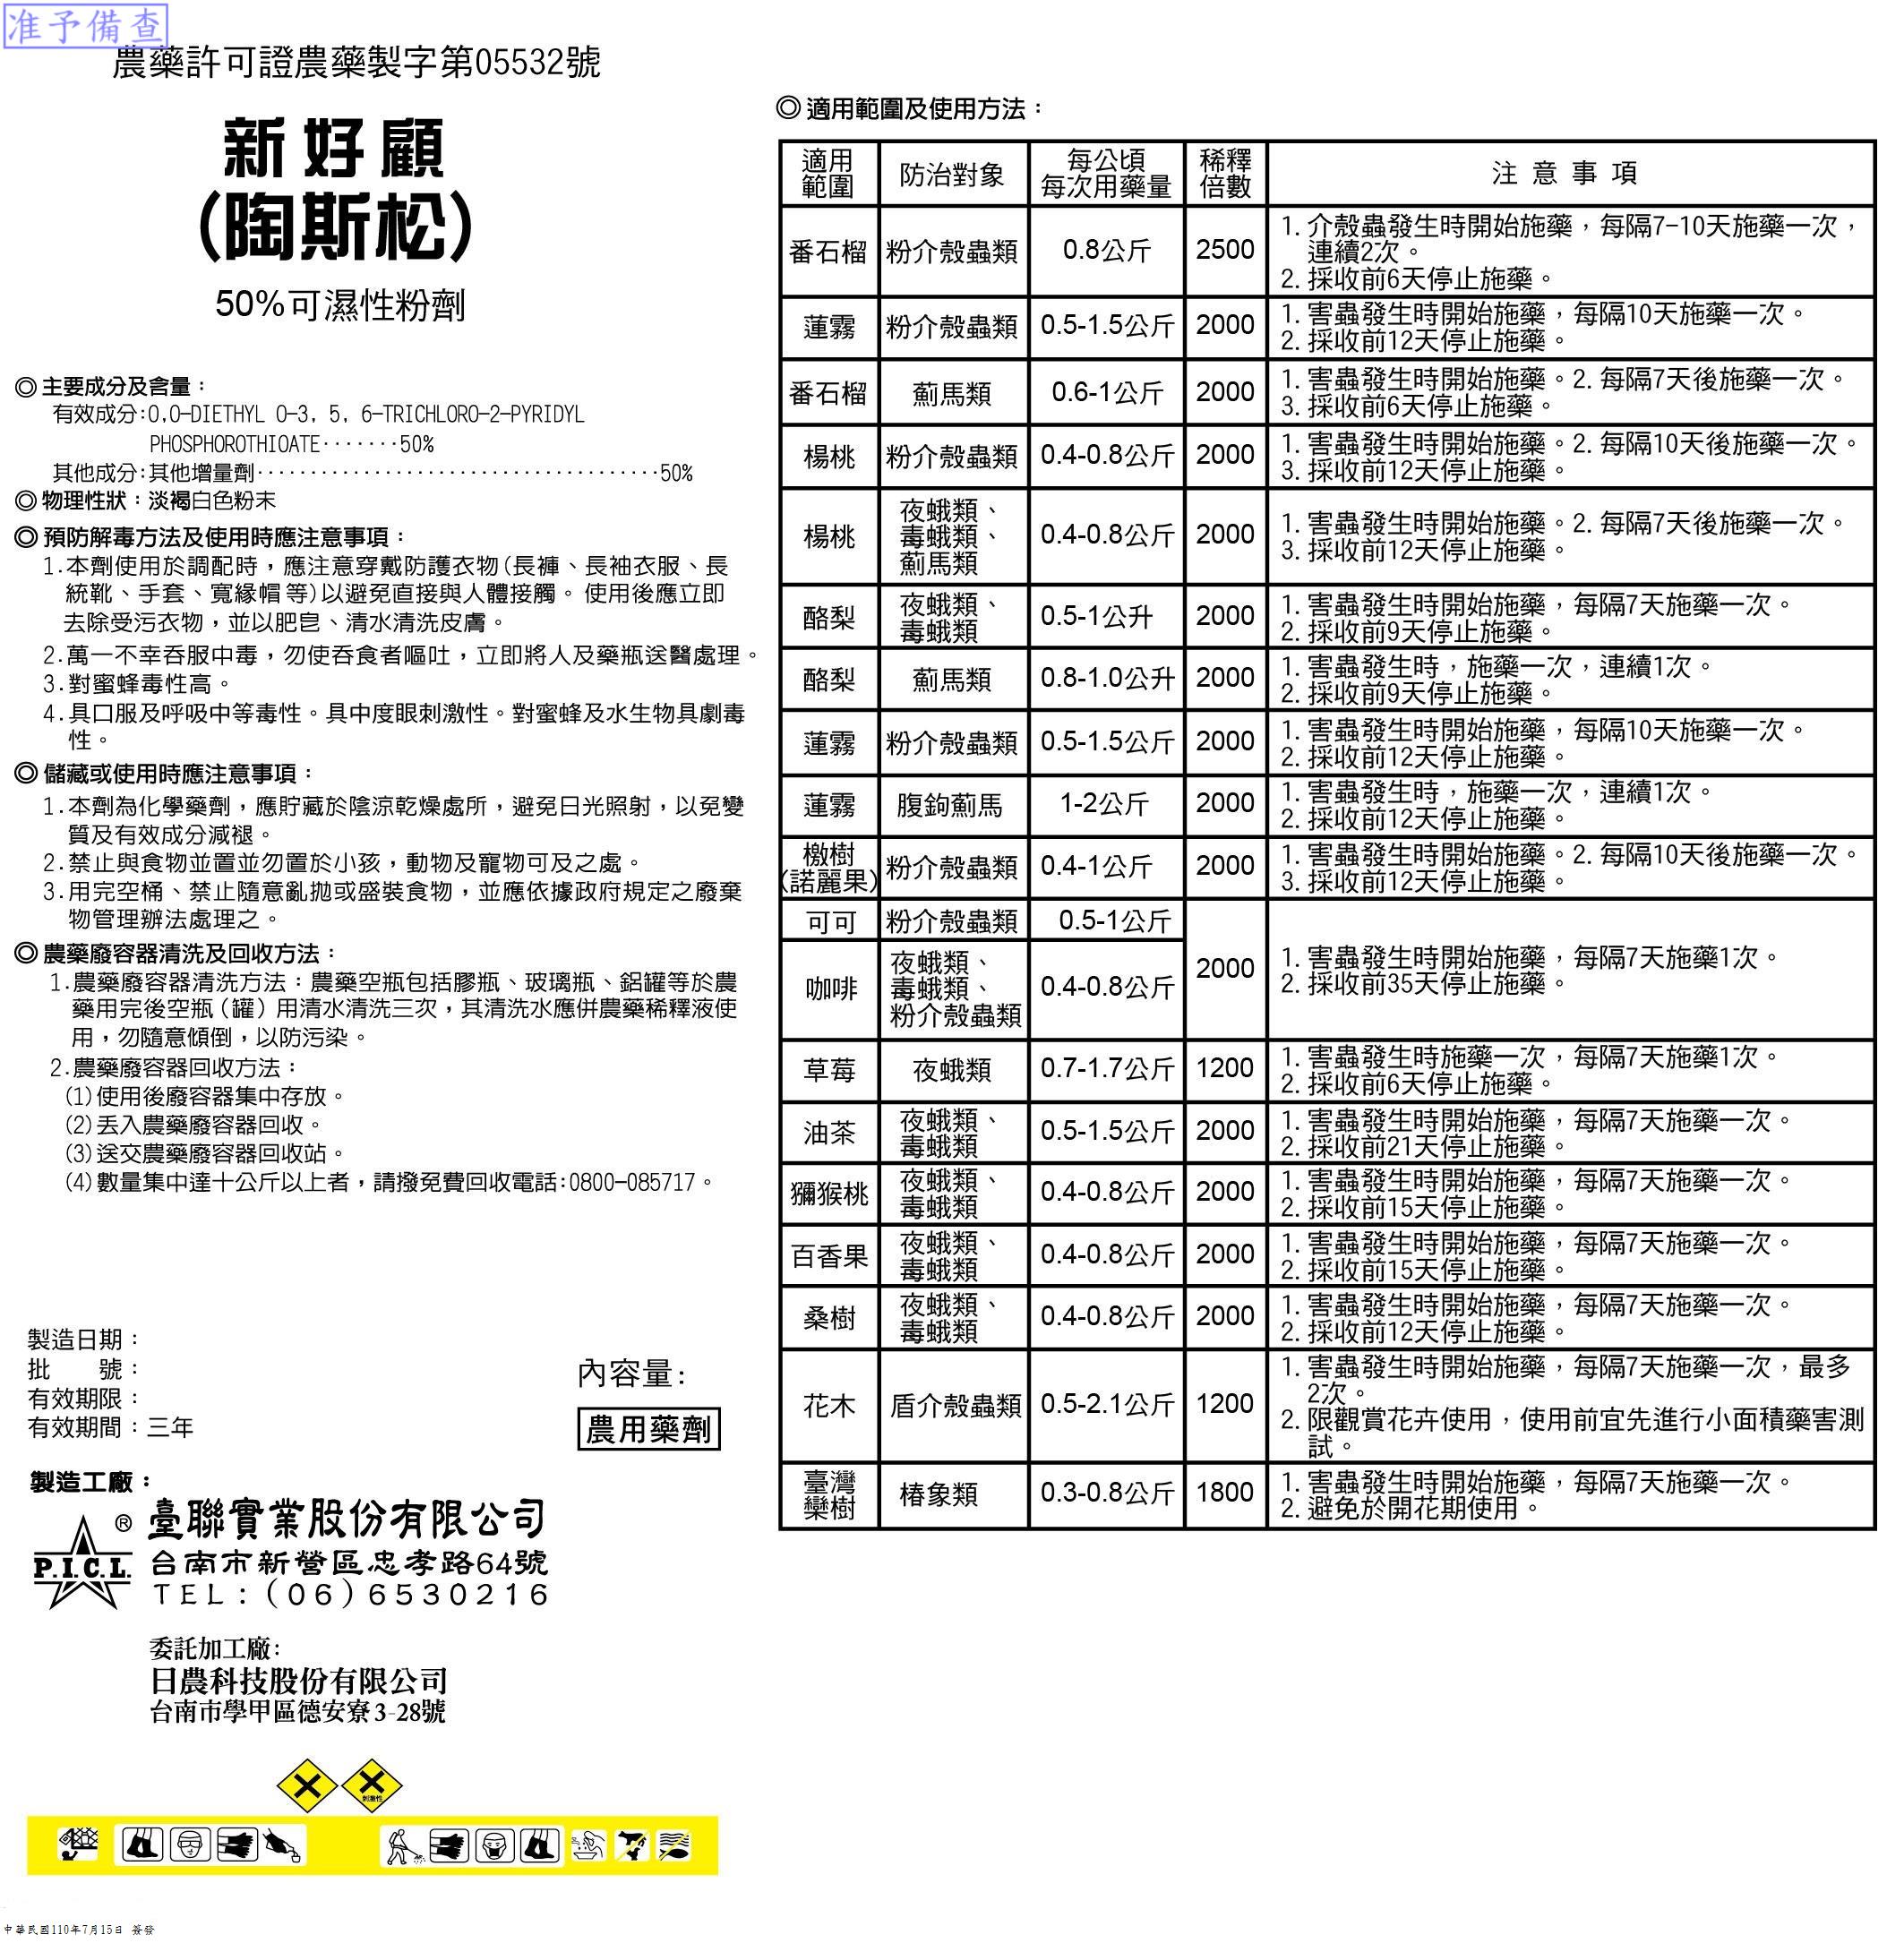 准予備查
農藥許可證農藥製字第05532號
新好顧
(陶斯松)
50%可濕性粉劑
◎主要成分及含量：
有效成分:O,O-DIETHYL O-3, 5, 6-TRICHLORO-2-PYRIDYL
PHOSPHOROTHIOATE·······50%
其他成分:其他增量劑·····································50%
◎物理性狀：淡褐白色粉末
◎預防解毒方法及使用時應注意事項：
1.本劑使用於調配時，應注意穿戴防護衣物(長褲、長袖衣服、長
統靴、手套、寬緣帽 等)以避免直接與人體接觸。 使用後應立即
去除受污衣物，並以肥皂、清水清洗皮膚。
2.萬一不幸吞服中毒，勿使吞食者嘔吐，立即將人及藥瓶送醫處理。
3.對蜜蜂毒性高。
4.具口服及呼吸中等毒性。具中度眼刺激性。對蜜蜂及水生物具劇毒
性。
◎儲藏或使用時應注意事項：
1.本劑為化學藥劑，應貯藏於陰涼乾燥處所，避免日光照射，以免變
質及有效成分減褪。
2.禁止與食物並置並勿置於小孩，動物及寵物可及之處。
3.用完空桶、禁止隨意亂拋或盛裝食物，並應依據政府規定之廢棄
物管理辦法處理之。
◎農藥廢容器清洗及回收方法：
1.農藥廢容器清洗方法：農藥空瓶包括膠瓶、玻璃瓶、鋁罐等於農
藥用完後空瓶（罐）用清水清洗三次，其清洗水應併農藥稀釋液使
用，勿隨意傾倒，以防污染。
2.農藥廢容器回收方法：
(1)使用後廢容器集中存放。
(2)丟入農藥廢容器回收。
(3)送交農藥廢容器回收站。
(4)數量集中達十公斤以上者，請撥免費回收電話:0800-085717。
製造日期：
批　　號：
有效期限：
有效期間：三年
內容量:
農用藥劑
製造工廠：
® 臺聯實業股份有限公司
P.I.C.L. 台南市新營區忠孝路64號
TEL:(06)6530216
委託加工廠:
日農科技股份有限公司
台南市學甲區德安寮3-28號
刺激性
中華民國110年7月15日 簽發
◎適用範圍及使用方法：
適用範圍 防治對象 每公頃每次用藥量 稀釋倍數 注意事項
番石榴 粉介殼蟲類 0.8公斤 2500 1. 介殼蟲發生時開始施藥，每隔7-10天施藥一次，
連續2次。
2. 採收前6天停止施藥。
蓮霧 粉介殼蟲類 0.5-1.5公斤 2000 1. 害蟲發生時開始施藥，每隔10天施藥一次。
2. 採收前12天停止施藥。
番石榴 薊馬類 0.6-1公斤 2000 1. 害蟲發生時開始施藥。2. 每隔7天後施藥一次。
3. 採收前6天停止施藥。
楊桃 粉介殼蟲類 0.4-0.8公斤 2000 1. 害蟲發生時開始施藥。2. 每隔10天後施藥一次。
3. 採收前12天停止施藥。
楊桃 夜蛾類、毒蛾類、薊馬類 0.4-0.8公斤 2000 1. 害蟲發生時開始施藥。2. 每隔7天後施藥一次。
3. 採收前12天停止施藥。
酪梨 夜蛾類、毒蛾類 0.5-1公升 2000 1. 害蟲發生時開始施藥，每隔7天施藥一次。
2. 採收前9天停止施藥。
酪梨 薊馬類 0.8-1.0公升 2000 1. 害蟲發生時，施藥一次，連續1次。
2. 採收前9天停止施藥。
蓮霧 粉介殼蟲類 0.5-1.5公斤 2000 1. 害蟲發生時開始施藥，每隔10天施藥一次。
2. 採收前12天停止施藥。
蓮霧 腹鉤薊馬 1-2公斤 2000 1. 害蟲發生時，施藥一次，連續1次。
2. 採收前12天停止施藥。
檄樹(諾麗果) 粉介殼蟲類 0.4-1公斤 2000 1. 害蟲發生時開始施藥。2. 每隔10天後施藥一次。
3. 採收前12天停止施藥。
可可 粉介殼蟲類 0.5-1公斤
咖啡 夜蛾類、毒蛾類、粉介殼蟲類 0.4-0.8公斤 2000 1. 害蟲發生時開始施藥，每隔7天施藥1次。
2. 採收前35天停止施藥。
草莓 夜蛾類 0.7-1.7公斤 1200 1. 害蟲發生時施藥一次，每隔7天施藥1次。
2. 採收前6天停止施藥
油茶 夜蛾類、毒蛾類 0.5-1.5公斤 2000 1. 害蟲發生時開始施藥，每隔7天施藥一次。
2. 採收前21天停止施藥。
獼猴桃 夜蛾類、毒蛾類 0.4-0.8公斤 2000 1. 害蟲發生時開始施藥，每隔7天施藥一次。
2. 採收前15天停止施藥。
百香果 夜蛾類、毒蛾類 0.4-0.8公斤 2000 1. 害蟲發生時開始施藥，每隔7天施藥一次。
2. 採收前15天停止施藥。
桑樹 夜蛾類、毒蛾類 0.4-0.8公斤 2000 1. 害蟲發生時開始施藥，每隔7天施藥一次。
2. 採收前12天停止施藥。
花木 盾介殼蟲類 0.5-2.1公斤 1200 1. 害蟲發生時開始施藥，每隔7天施藥一次，最多
2次。
2. 限觀賞花卉使用，使用前宜先進行小面積藥害測
試。
臺灣欒樹 椿象類 0.3-0.8公斤 1800 1. 害蟲發生時開始施藥，每隔7天施藥一次。
2. 避免於開花期使用。